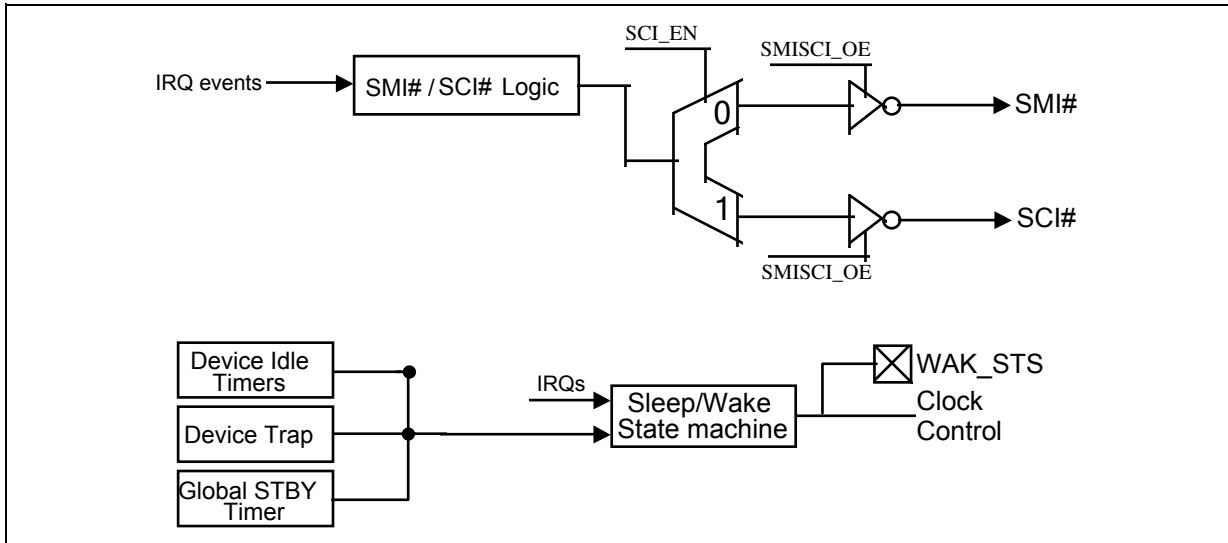 SCI_EN
SMISCI_OE
IRQ events
SMI# / SCI# Logic
0
SMI#
1
SCI#
SMISCI_OE
Device Idle
Timers
Device Trap
Global STBY
Timer
IRQs
Sleep/Wake
State machine
WAK_STS
Clock
Control